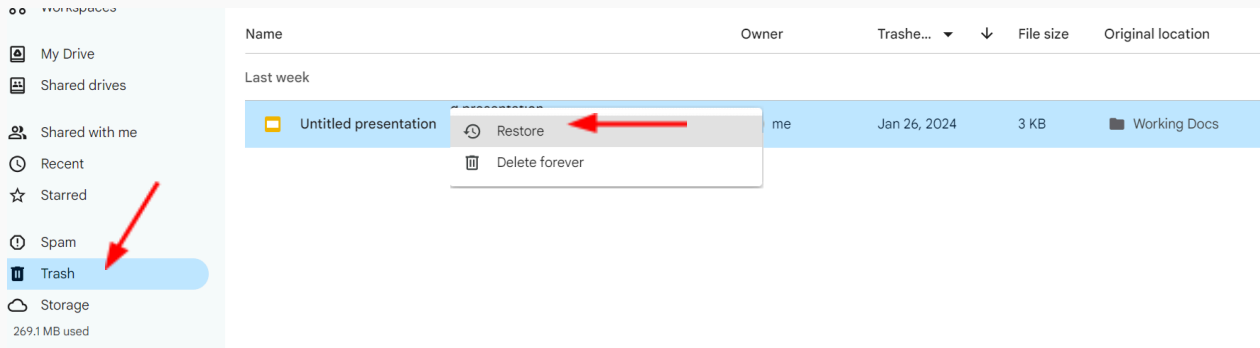 Workspaces
My Drive
Shared drives
Shared with me
Recent
Starred
Spam
Trash
Storage
269.1 MB used
Name Owner Trashe... File size Original location
Last week
Untitled presentation me Jan 26, 2024 3 KB Working Docs
Restore
Delete forever